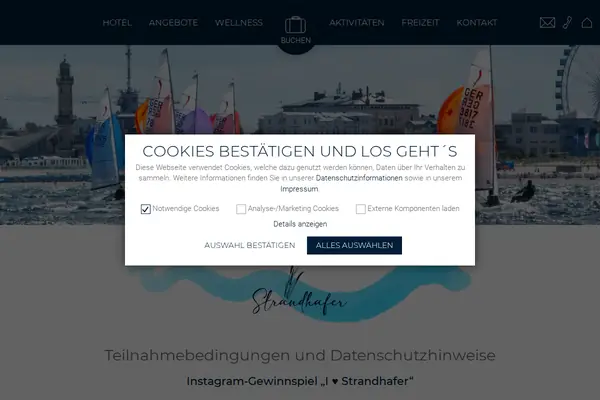 HOTEL ANGEBOTE WELLNESS BUCHEN AKTIVITÄTEN FREIZEIT KONTAKT
COOKIES BESTÄTIGEN UND LOS GEHT´S
Diese Webseite verwendet Cookies, welche dazu genutzt werden können, Daten über Ihr Verhalten zu
sammeln. Weitere Informationen finden Sie in unserer Datenschutzinformationen sowie in unserem
Impressum.
Notwendige Cookies Analyse-/Marketing Cookies Externe Komponenten laden
Details anzeigen
AUSWAHL BESTÄTIGEN ALLES AUSWÄHLEN
Strandhafer
Teilnahmebedingungen und Datenschutzhinweise
Instagram-Gewinnspiel „I ♥ Strandhafer“